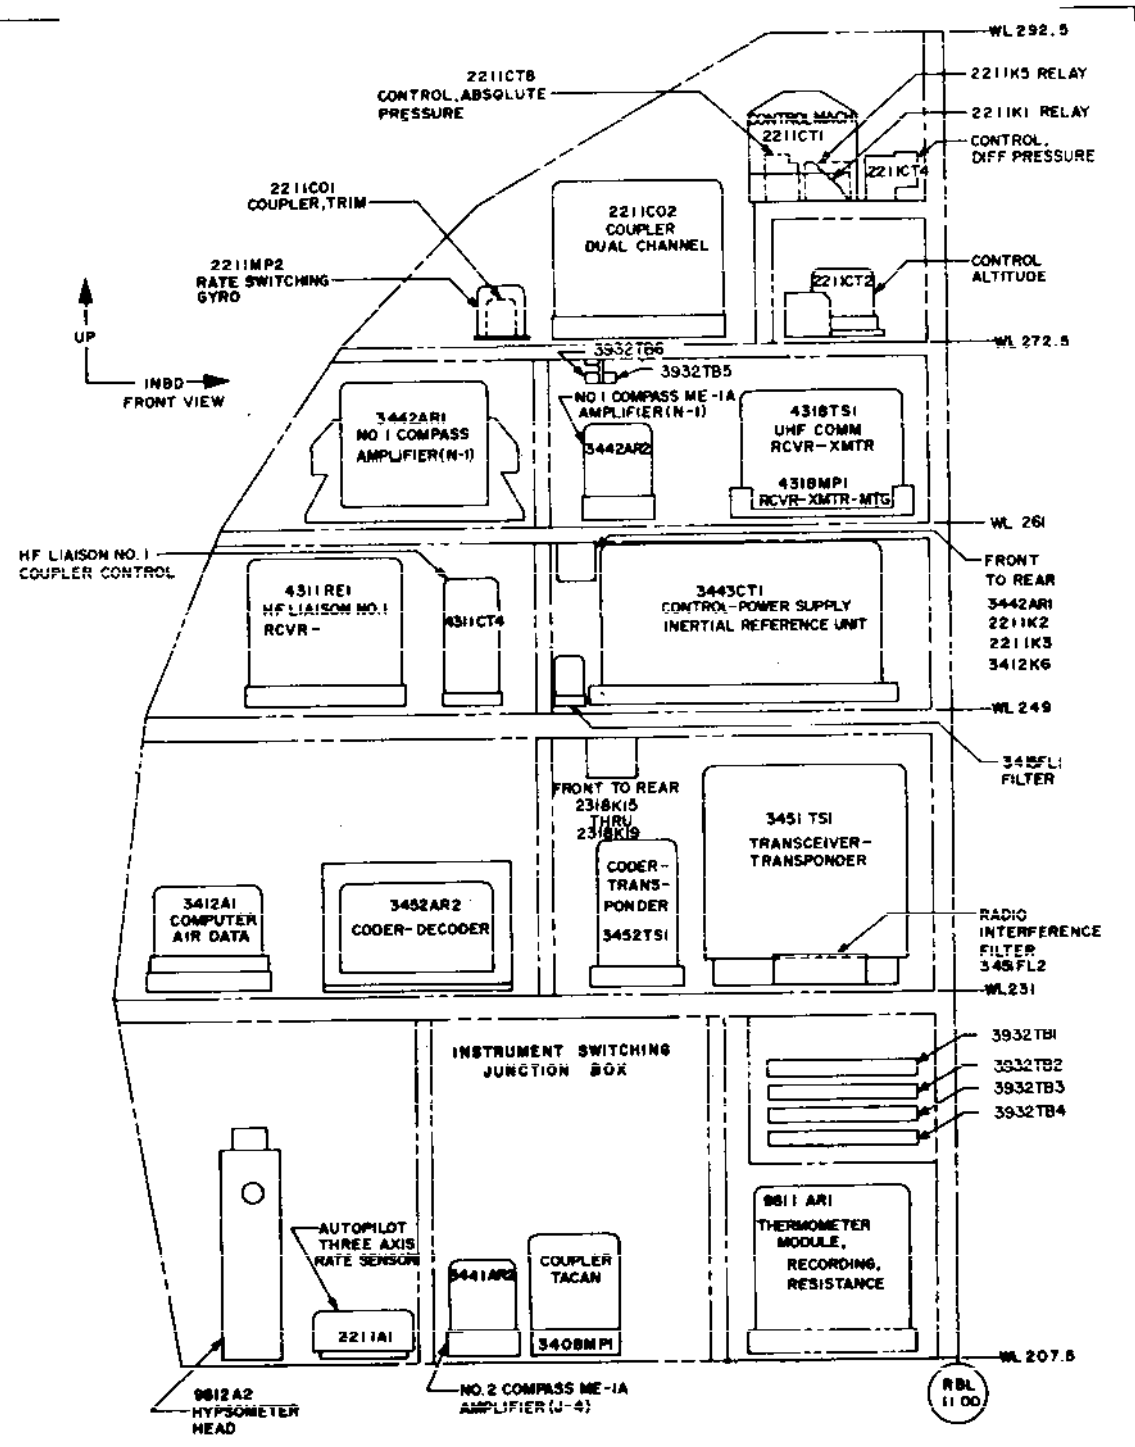 WL 292.5
2211CT8
CONTROL, ABSOLUTE
PRESSURE
2211K5 RELAY
2211K1 RELAY
CONTROL MACH
2211CT1
CONTROL,
DIFF PRESSURE
2211CT4
2211C01
COUPLER, TRIM
2211C02
COUPLER
DUAL CHANNEL
2211MP2
RATE SWITCHING
GYRO
CONTROL
ALTITUDE
2211CT2
UP
INBD
FRONT VIEW
WL 272.5
3932TB6
3932TB5
NO 1 COMPASS ME-1A
AMPLIFIER (N-1)
3442AR1
NO 1 COMPASS
AMPLIFIER (N-1)
3442AR2
4318TS1
UHF COMM
RCVR-XMTR
4318MP1
RCVR-XMTR-MTG
WL 261
HF LIAISON NO. 1
COUPLER CONTROL
FRONT
TO REAR
3442AR1
2211K2
2211K3
3412K6
4311RE1
HF LIAISON NO. 1
RCVR-
4311CT4
3443CT1
CONTROL-POWER SUPPLY
INERTIAL REFERENCE UNIT
WL 249
FILTER
FRONT TO REAR
2318K15
THRU
2318K19
3451 TS1
TRANSCEIVER-
TRANSPONDER
CODER-
TRANS-
PONDER
3452TS1
3412A1
COMPUTER
AIR DATA
3452AR2
CODER-DECODER
RADIO
INTERFERENCE
FILTER
3451FL2
WL 231
INSTRUMENT SWITCHING
JUNCTION BOX
3932TB1
3932TB2
3932TB3
3932TB4
9611 AR1
THERMOMETER
MODULE,
RECORDING,
RESISTANCE
AUTOPILOT
THREE AXIS
RATE SENSOR
2211A1
3441AR2
COUPLER
TACAN
3408MP1
WL 207.5
9612A2
HYPSOMETER
HEAD
NO. 2 COMPASS ME-1A
AMPLIFIER (J-4)
RBL
11 00